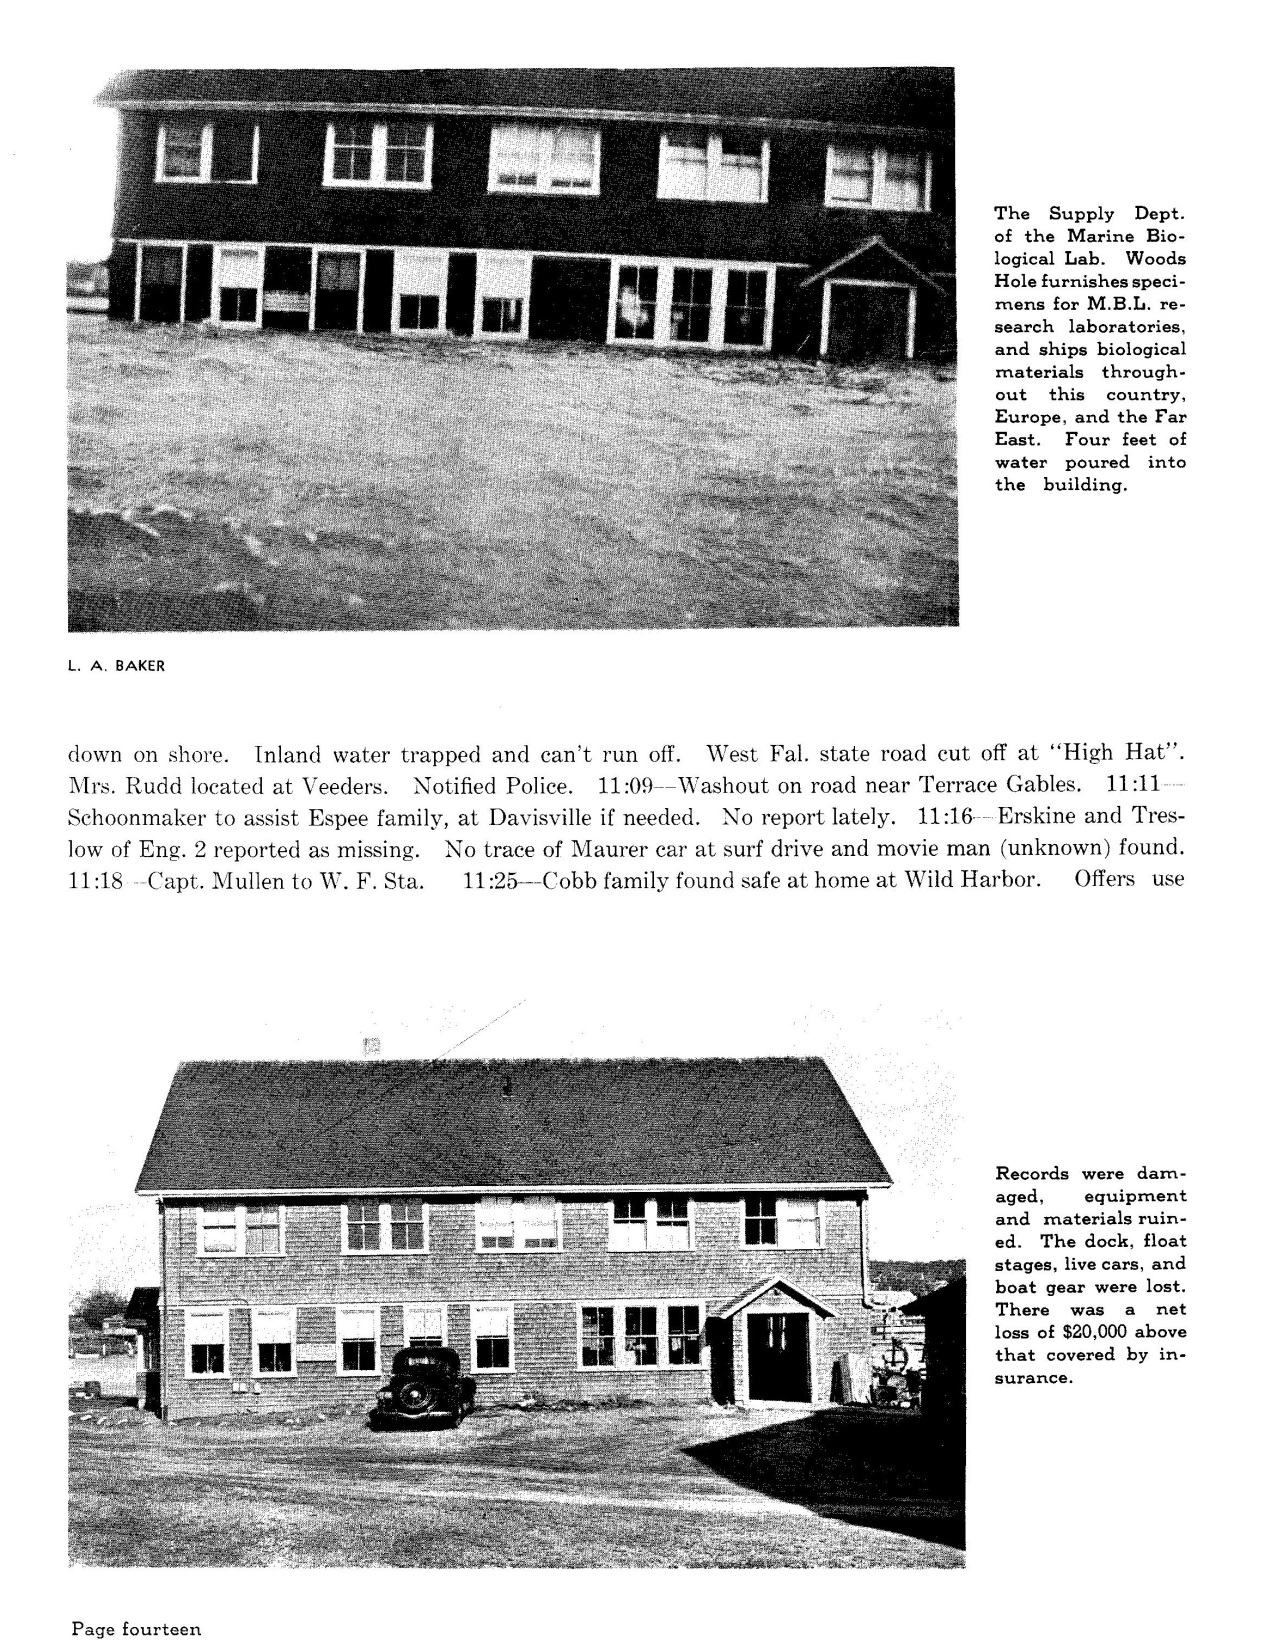 The Supply Dept.
of the Marine Bio-
logical Lab. Woods
Hole furnishes speci-
mens for M.B.L. re-
search laboratories,
and ships biological
materials through-
out this country,
Europe, and the Far
East. Four feet of
water poured into
the building.
L. A. BAKER
down on shore. Inland water trapped and can't run off. West Fal. state road cut off at “High Hat”.
Mrs. Rudd located at Veeders. Notified Police. 11:09—Washout on road near Terrace Gables. 11:11—
Schoonmaker to assist Espee family, at Davisville if needed. No report lately. 11:16—Erskine and Tres-
low of Eng. 2 reported as missing. No trace of Maurer car at surf drive and movie man (unknown) found.
11:18—Capt. Mullen to W. F. Sta. 11:25—Cobb family found safe at home at Wild Harbor. Offers use
Records were dam-
aged, equipment
and materials ruin-
ed. The dock, float
stages, live cars, and
boat gear were lost.
There was a net
loss of $20,000 above
that covered by in-
surance.
Page fourteen